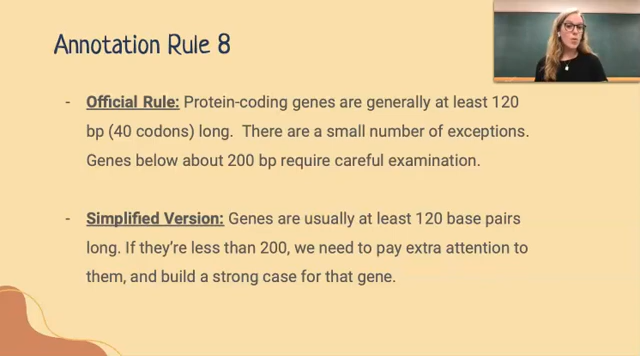 Annotation Rule 8
- Official Rule: Protein-coding genes are generally at least 120
bp (40 codons) long. There are a small number of exceptions.
Genes below about 200 bp require careful examination.
- Simplified Version: Genes are usually at least 120 base pairs
long. If they're less than 200, we need to pay extra attention to
them, and build a strong case for that gene.